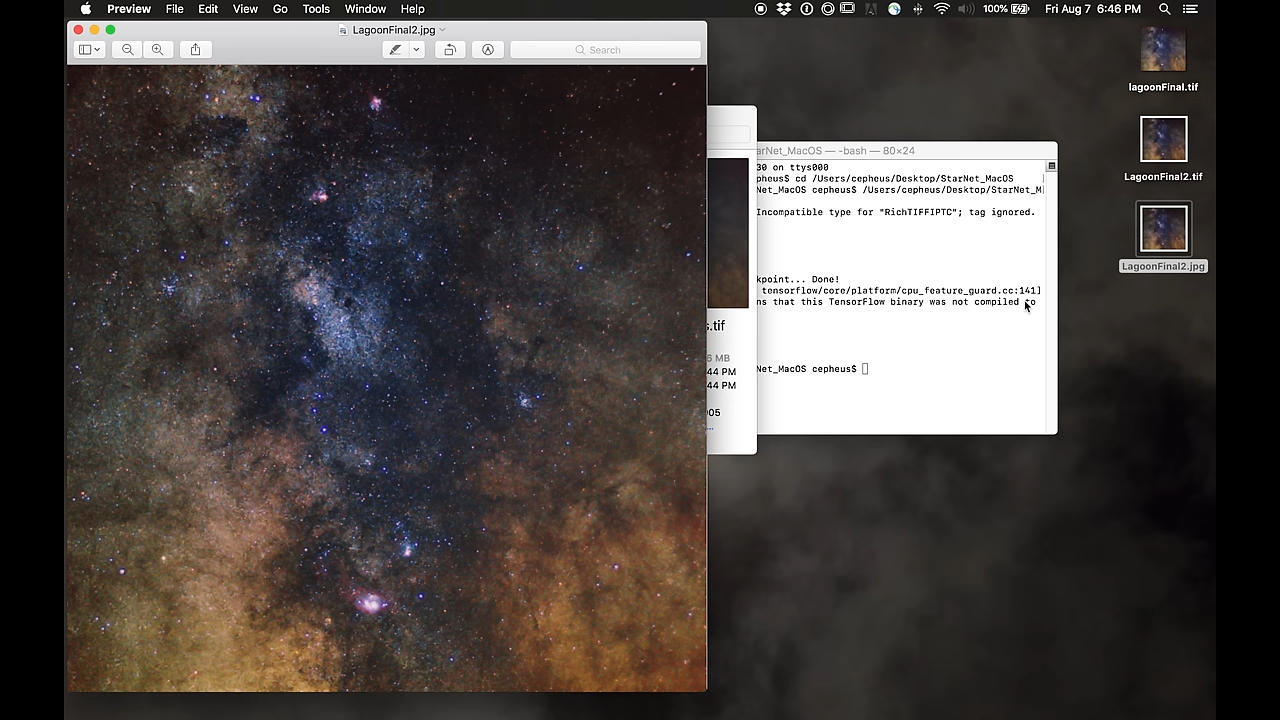 Preview File Edit View Go Tools Window Help
100% Fri Aug 7 6:46 PM
LagoonFinal2.jpg
Search
lagoonFinal.tif
LagoonFinal2.tif
LagoonFinal2.jpg
s.tif
6 MB
44 PM
44 PM
05
...
arNet_MacOS — -bash — 80×24
30 on ttys000
pheus$ cd /Users/cepheus/Desktop/StarNet_MacOS
Net_MacOS cepheus$ /Users/cepheus/Desktop/StarNet_M
Incompatible type for "RichTIFFIPTC"; tag ignored.
kpoint... Done!
tensorflow/core/platform/cpu_feature_guard.cc:141]
ns that this TensorFlow binary was not compiled to
Net_MacOS cepheus$